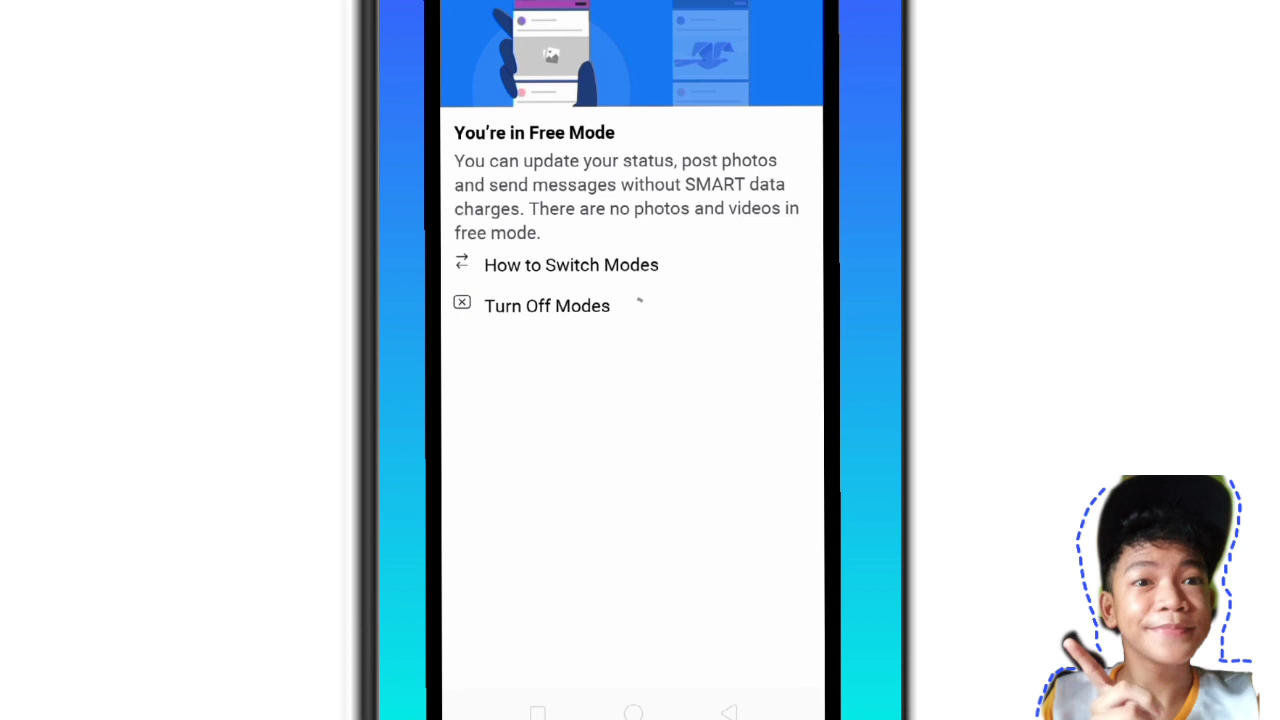 You're in Free Mode
You can update your status, post photos
and send messages without SMART data
charges. There are no photos and videos in
free mode.
How to Switch Modes
Turn Off Modes